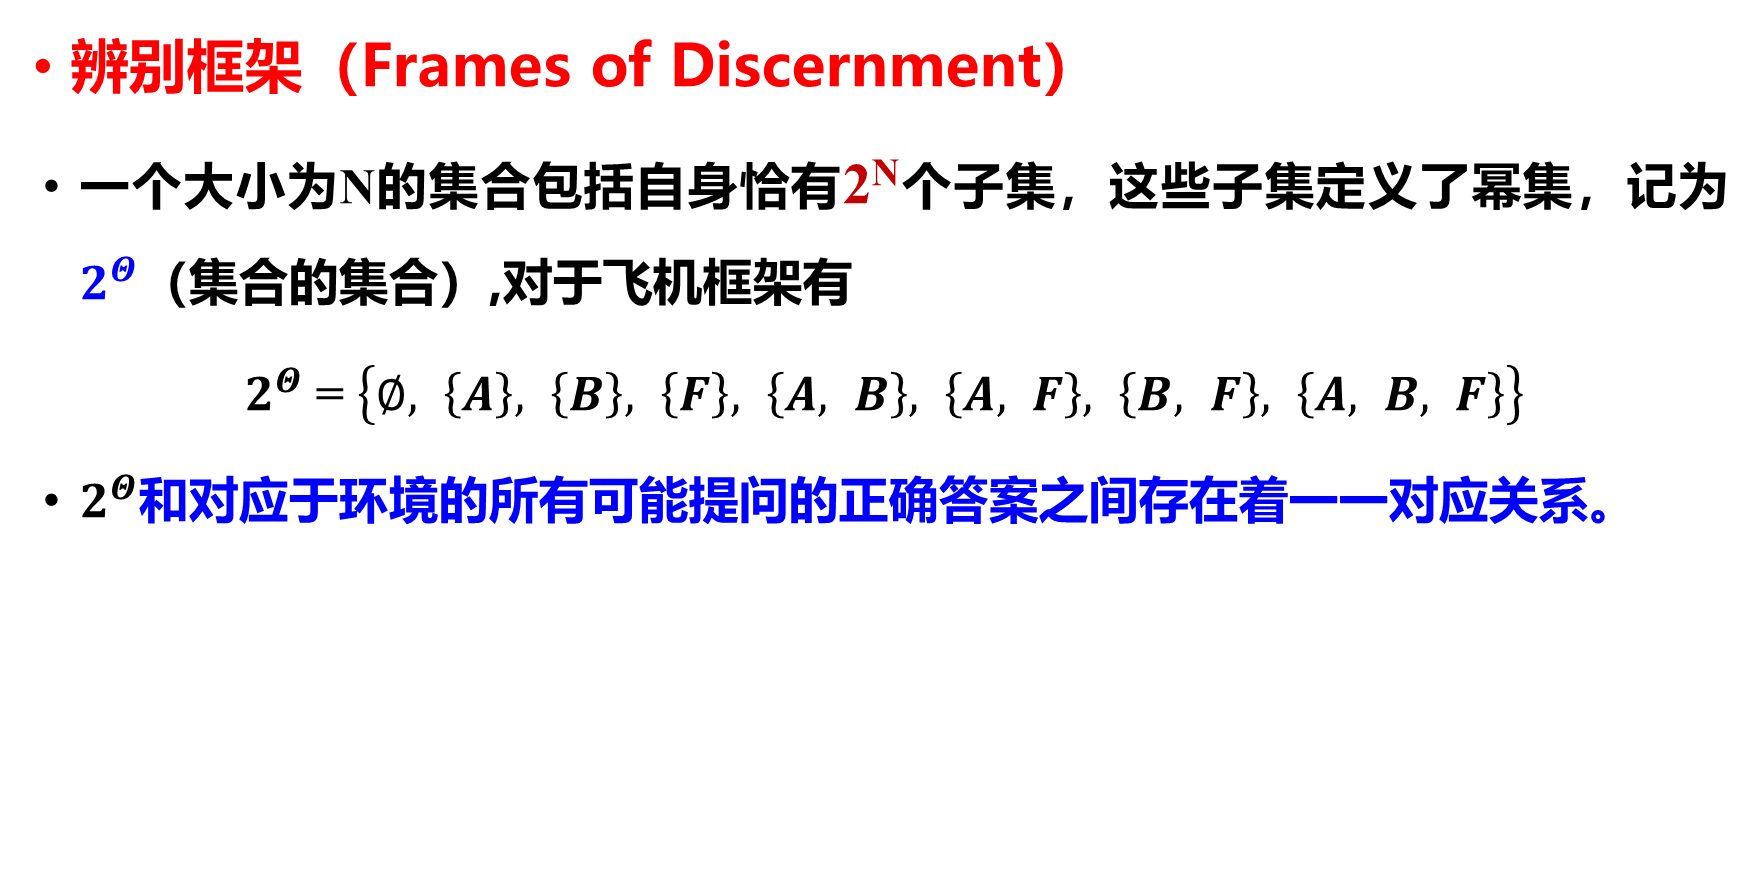 • 辨别框架（Frames of Discernment）
• 一个大小为N的集合包括自身恰有2^N个子集，这些子集定义了幂集，记为
2^Θ（集合的集合）,对于飞机框架有
2^Θ = {∅, {A}, {B}, {F}, {A, B}, {A, F}, {B, F}, {A, B, F}}
• 2^Θ和对应于环境的所有可能提问的正确答案之间存在着一一对应关系。